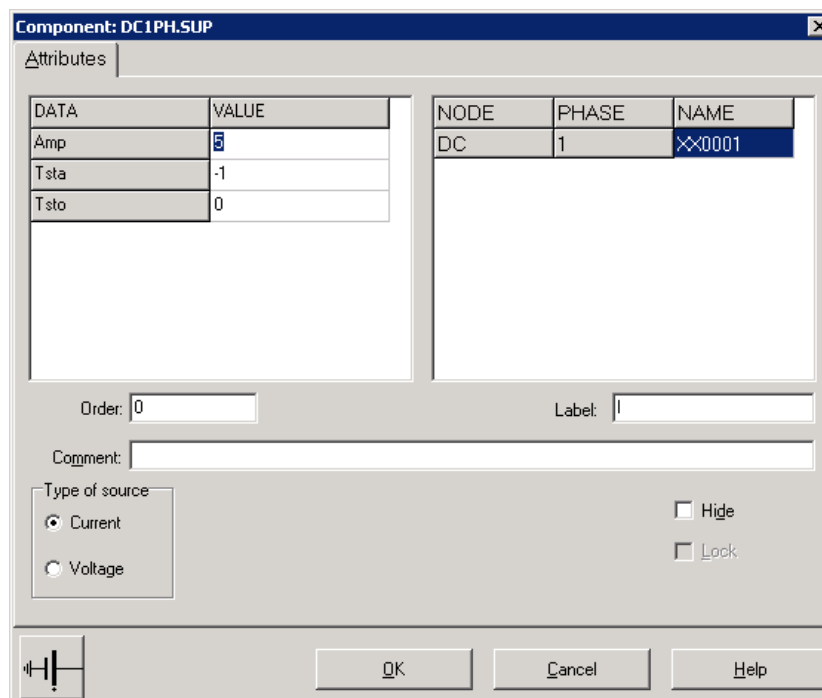 Component: DC1PH.SUP
Attributes
DATA VALUE
Amp 5
Tsta -1
Tsto 0
NODE PHASE NAME
DC 1 XX0001
Order: 0
Label: I
Comment:
Type of source
Current
Voltage
Hide
Lock
OK Cancel Help